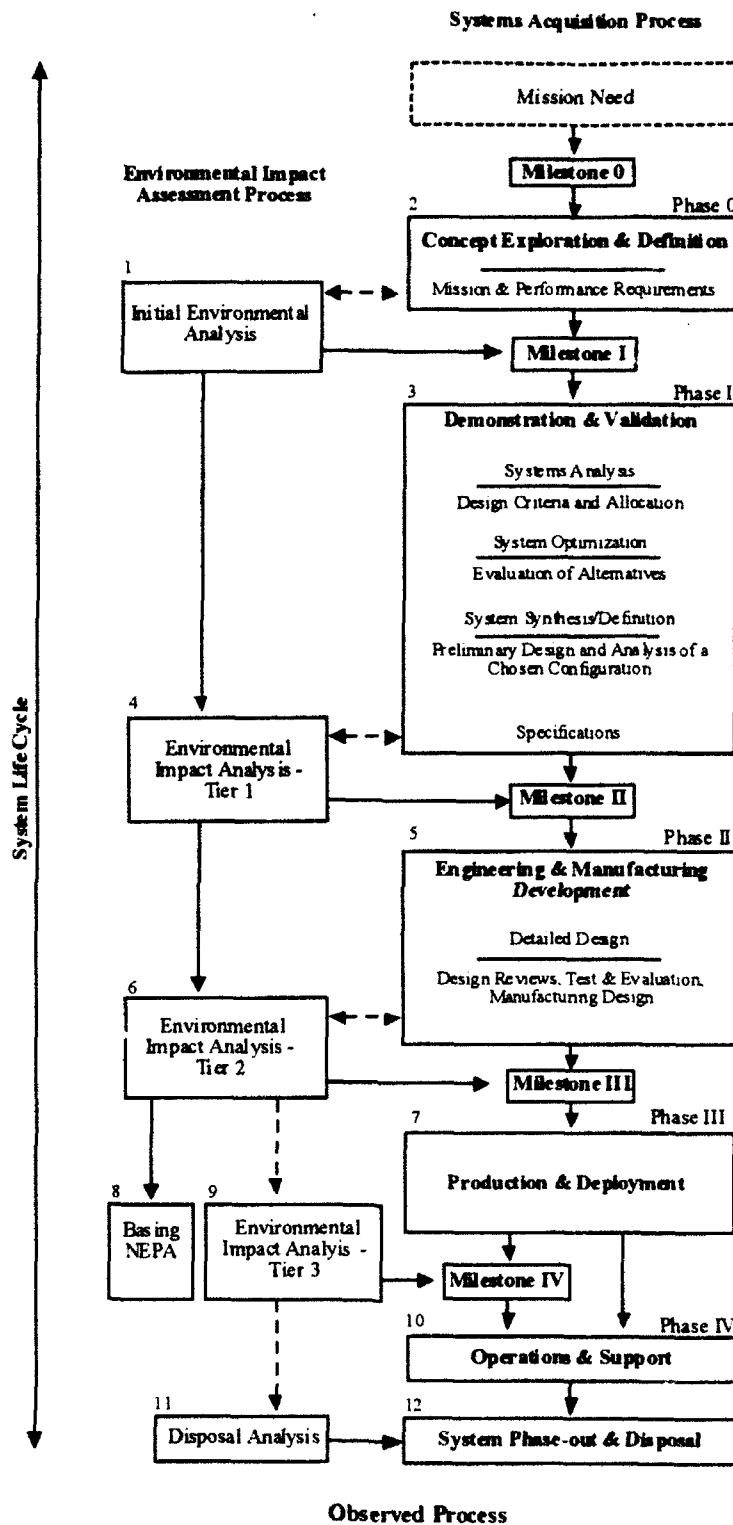 Systems Acquisition Process
Mission Need
Environmental Impact
Assessment Process
Milestone 0
2
Phase 0
Concept Exploration & Definition
Mission & Performance Requirements
1
Initial Environmental
Analysis
Milestone I
3
Phase I
Demonstration & Validation
Systems Analysis
Design Criteria and Allocation
System Optimization
Evaluation of Alternatives
System Synthesis/Definition
Preliminary Design and Analysis of a
Chosen Configuration
Specifications
System Life Cycle
4
Environmental
Impact Analysis -
Tier 1
Milestone II
5
Phase II
Engineering & Manufacturing
Development
Detailed Design
Design Reviews, Test & Evaluation,
Manufacturing Design
6
Environmental
Impact Analysis -
Tier 2
Milestone III
7
Phase III
Production & Deployment
8
Basing
NEPA
9
Environmental
Impact Analyis -
Tier 3
Milestone IV
10
Phase IV
Operations & Support
11
Disposal Analysis
12
System Phase-out & Disposal
Observed Process